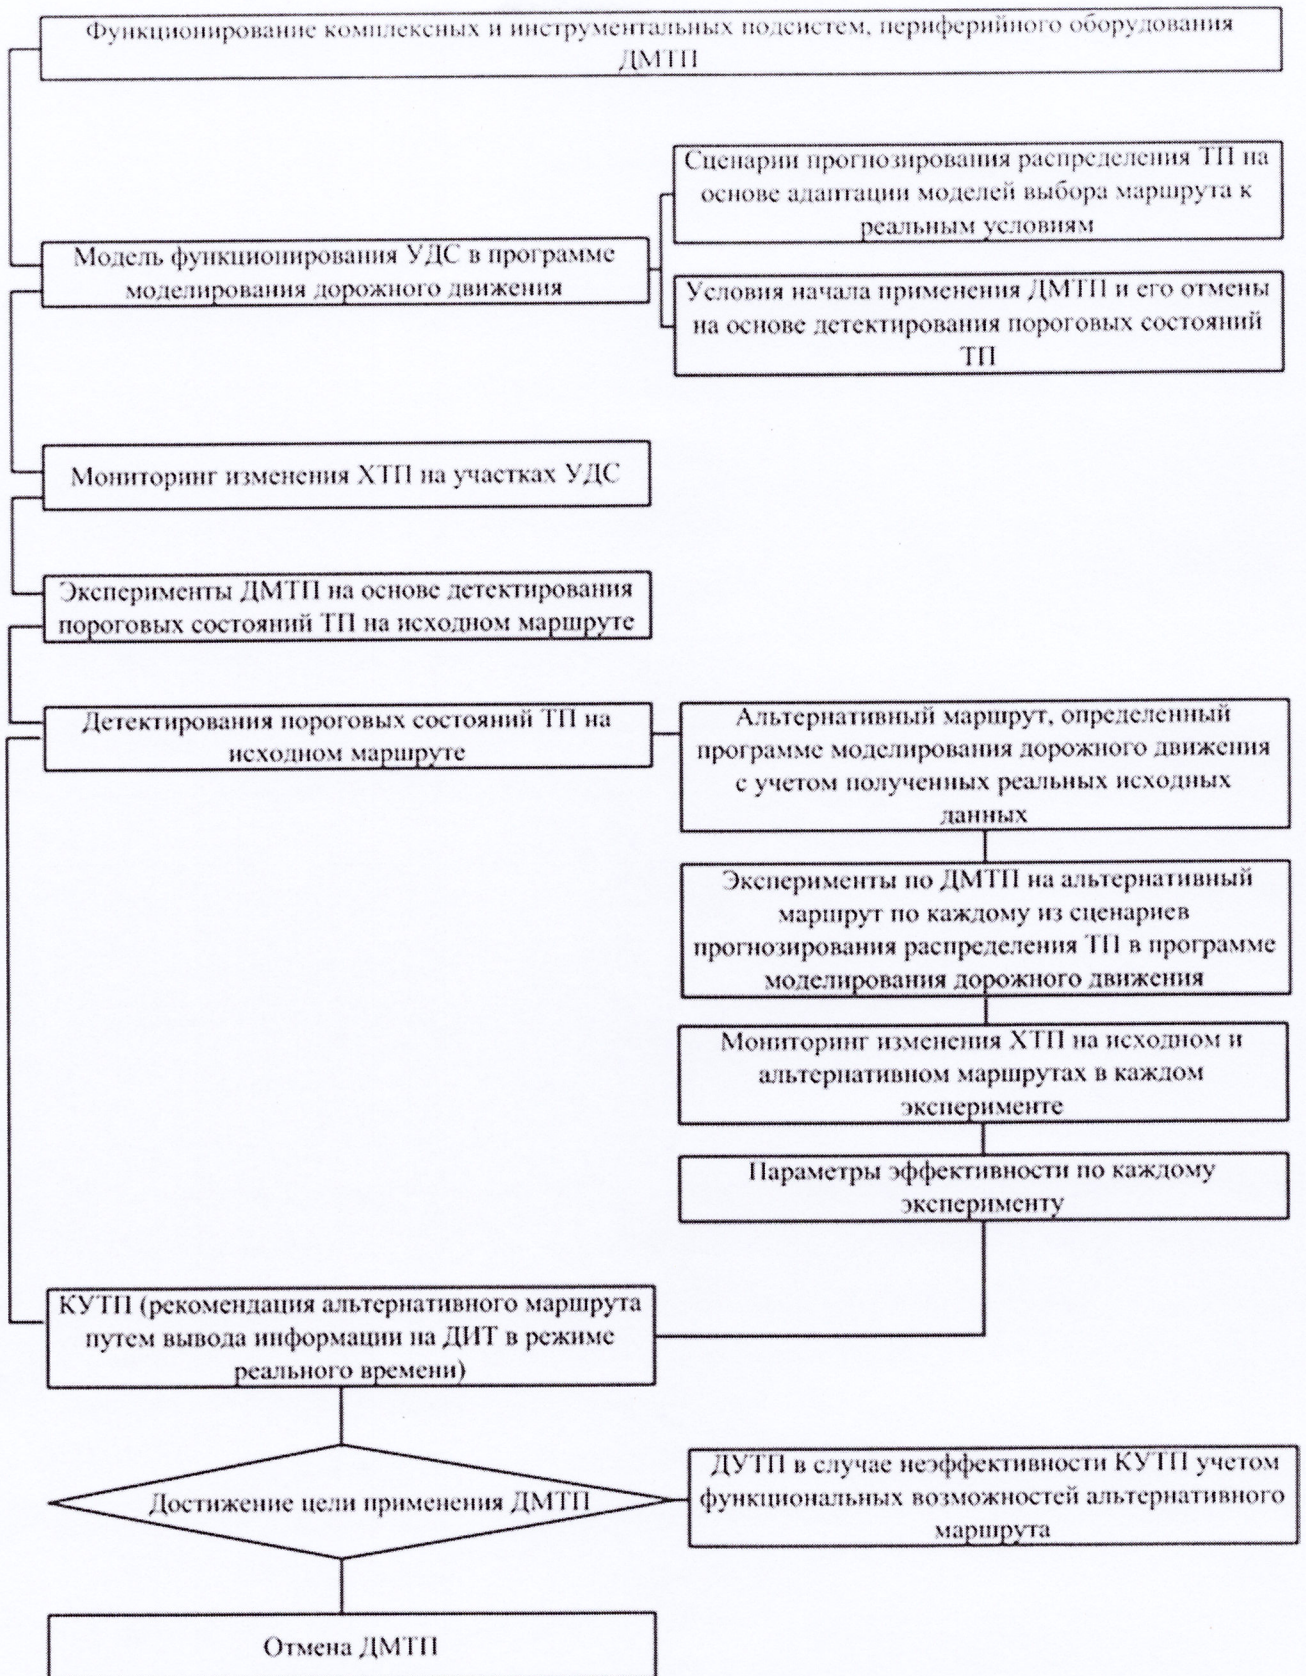 Функционирование комплексных и инструментальных подсистем, периферийного оборудования
ДМТП
Сценарии прогнозирования распределения ТП на
основе адаптации моделей выбора маршрута к
реальным условиям
Модель функционирования УДС в программе
моделирования дорожного движения
Условия начала применения ДМТП и его отмены
на основе детектирования пороговых состояний
ТП
Мониторинг изменения ХТП на участках УДС
Эксперименты ДМТП на основе детектирования
пороговых состояний ТП на исходном маршруте
Детектирования пороговых состояний ТП на
исходном маршруте
Альтернативный маршрут, определенный
программе моделирования дорожного движения
с учетом полученных реальных исходных
данных
Эксперименты по ДМТП на альтернативный
маршрут по каждому из сценариев
прогнозирования распределения ТП в программе
моделирования дорожного движения
Мониторинг изменения ХТП на исходном и
альтернативном маршрутах в каждом
эксперименте
Параметры эффективности по каждому
эксперименту
КУТП (рекомендация альтернативного маршрута
путем вывода информации на ДИТ в режиме
реального времени)
Достижение цели применения ДМТП
ДУТП в случае неэффективности КУТП учетом
функциональных возможностей альтернативного
маршрута
Отмена ДМТП